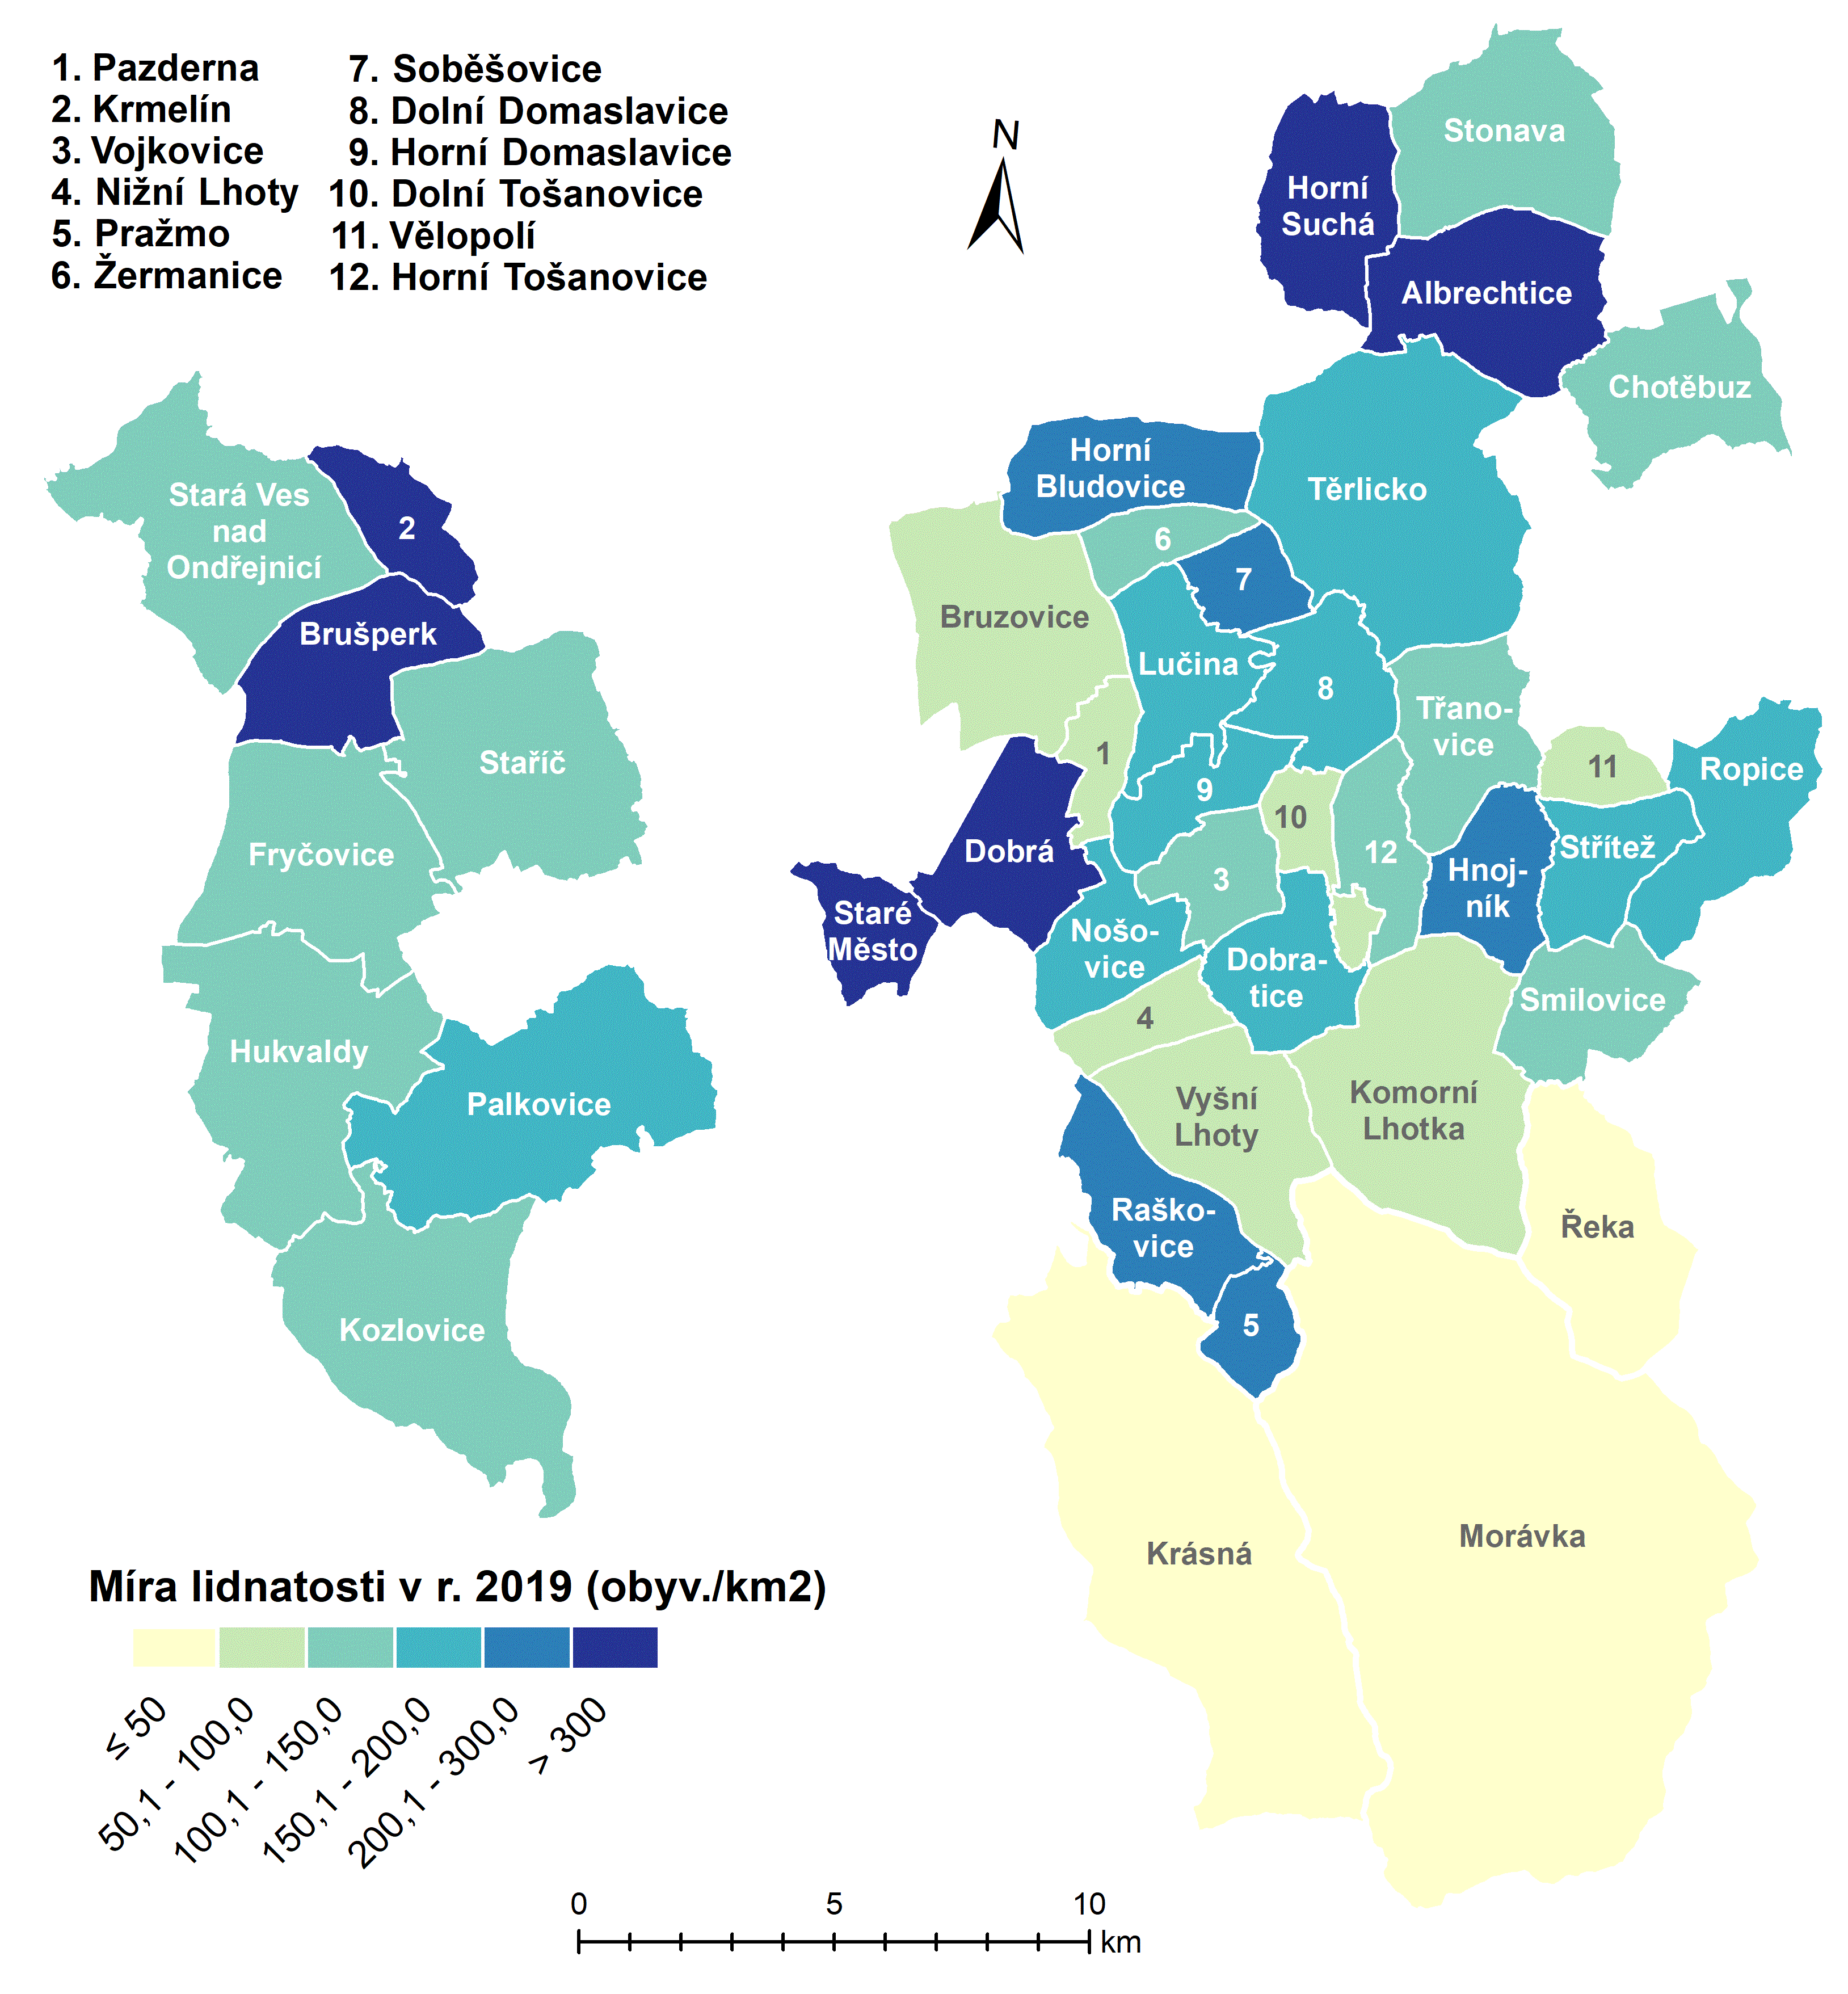 1. Pazderna
2. Krmelín
3. Vojkovice
4. Nižní Lhoty
5. Pražmo
6. Žermanice
7. Soběšovice
8. Dolní Domaslavice
9. Horní Domaslavice
10. Dolní Tošanovice
11. Vělopolí
12. Horní Tošanovice
N
Stonava
Horní
Suchá
Albrechtice
Chotěbuz
Horní
Bludovice
Těrlicko
Stará Ves
nad
Ondřejnicí
2
6
7
Bruzovice
Brušperk
Lučina
8
Třano-
vice
Staříč
1
9
11
Ropice
10
Fryčovice
Dobrá
3
12
Hnoj-
ník
Střítež
Staré
Město
Nošo-
vice
Dobra-
tice
Smilovice
4
Hukvaldy
Palkovice
Vyšní
Lhoty
Komorní
Lhotka
Raško-
vice
Řeka
5
Kozlovice
Krásná
Morávka
Míra lidnatosti v r. 2019 (obyv./km2)
≤ 50
50,1 - 100,0
100,1 - 150,0
150,1 - 200,0
200,1 - 300,0
> 300
0 5 10
km